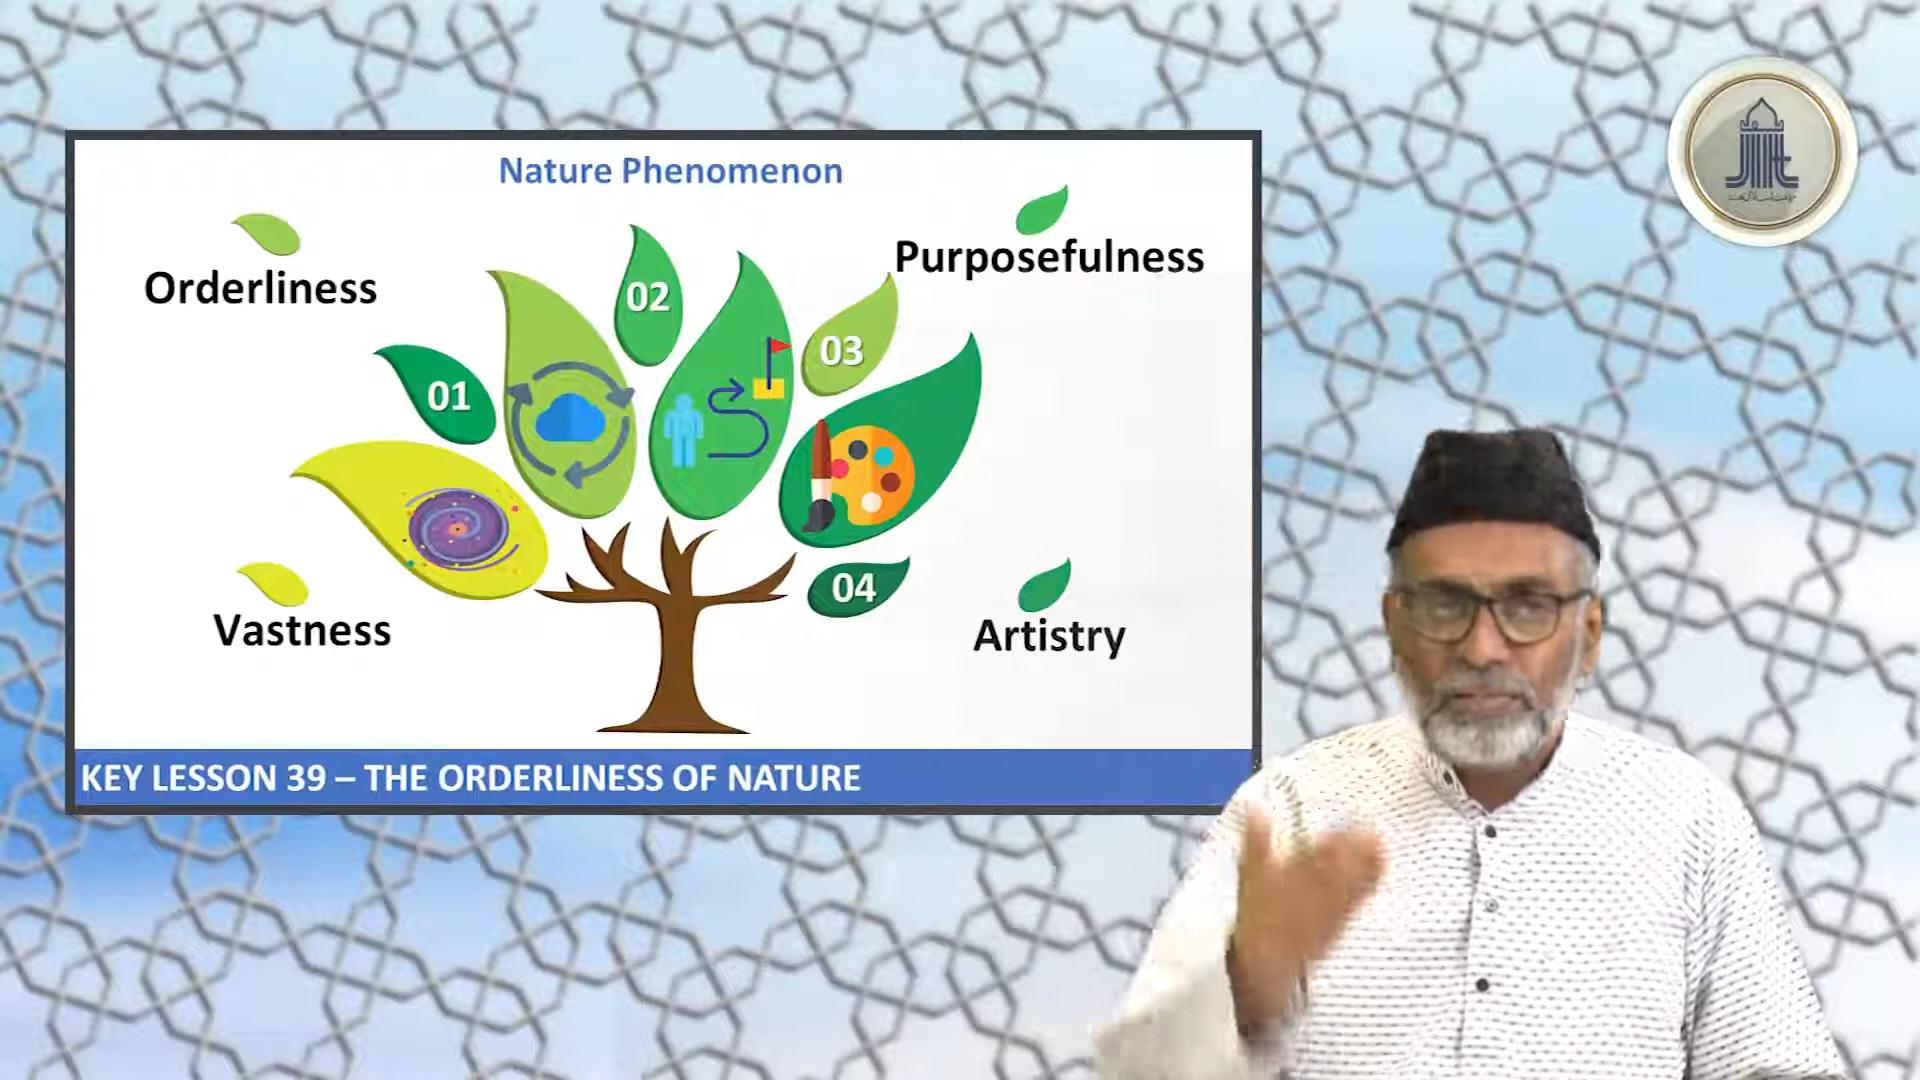 Nature Phenomenon
Orderliness
Purposefulness
01
02
03
04
Vastness
Artistry
KEY LESSON 39 – THE ORDERLINESS OF NATURE